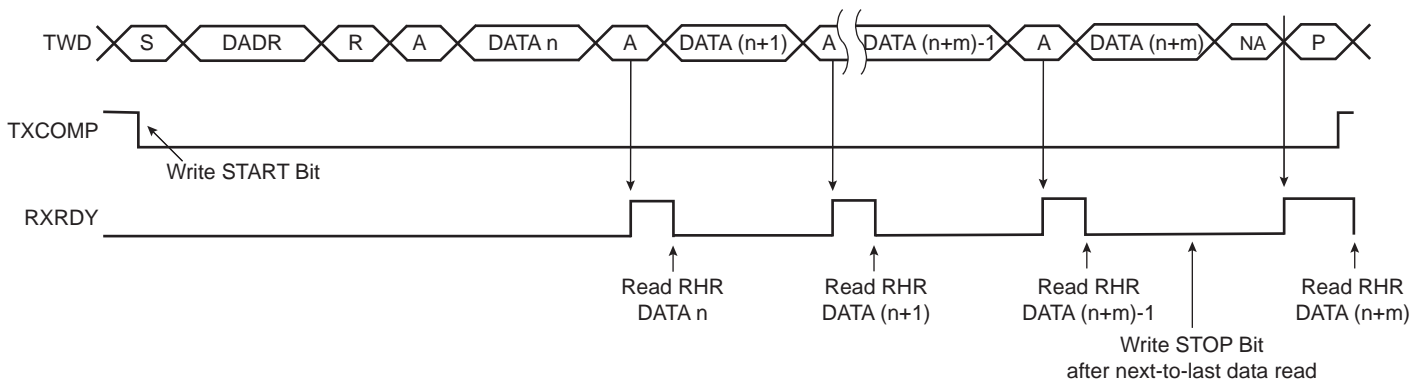 TWD S DADR R A DATA n A DATA (n+1) A DATA (n+m)-1 A DATA (n+m) NA P
TXCOMP
Write START Bit
RXRDY
Read RHR
DATA n
Read RHR
DATA (n+1)
Read RHR
DATA (n+m)-1
Read RHR
DATA (n+m)
Write STOP Bit
after next-to-last data read